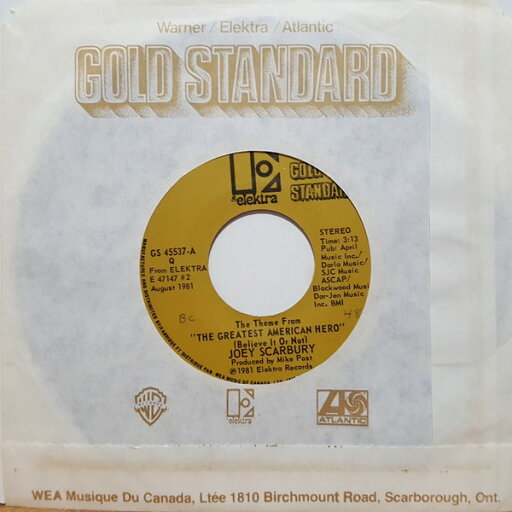 Warner / Elektra / Atlantic
GOLD STANDARD
elektra
GOLD
STANDARD
GS 45537-A
Q
From ELEKTRA
E 47147 #2
August 1981
STEREO
Time: 3:13
Pub: April
Music Inc./
Darla Music/
SJC Music
ASCAP/
Blackwood Music
Dar-Jan Music
Inc. BMI
BC
48
The Theme From
"THE GREATEST AMERICAN HERO"
(Believe It Or Not)
JOEY SCARBURY
Produced by Mike Post
℗1981 Elektra Records
elektra
ATLANTIC
WEA Musique Du Canada, Ltée 1810 Birchmount Road, Scarborough, Ont.